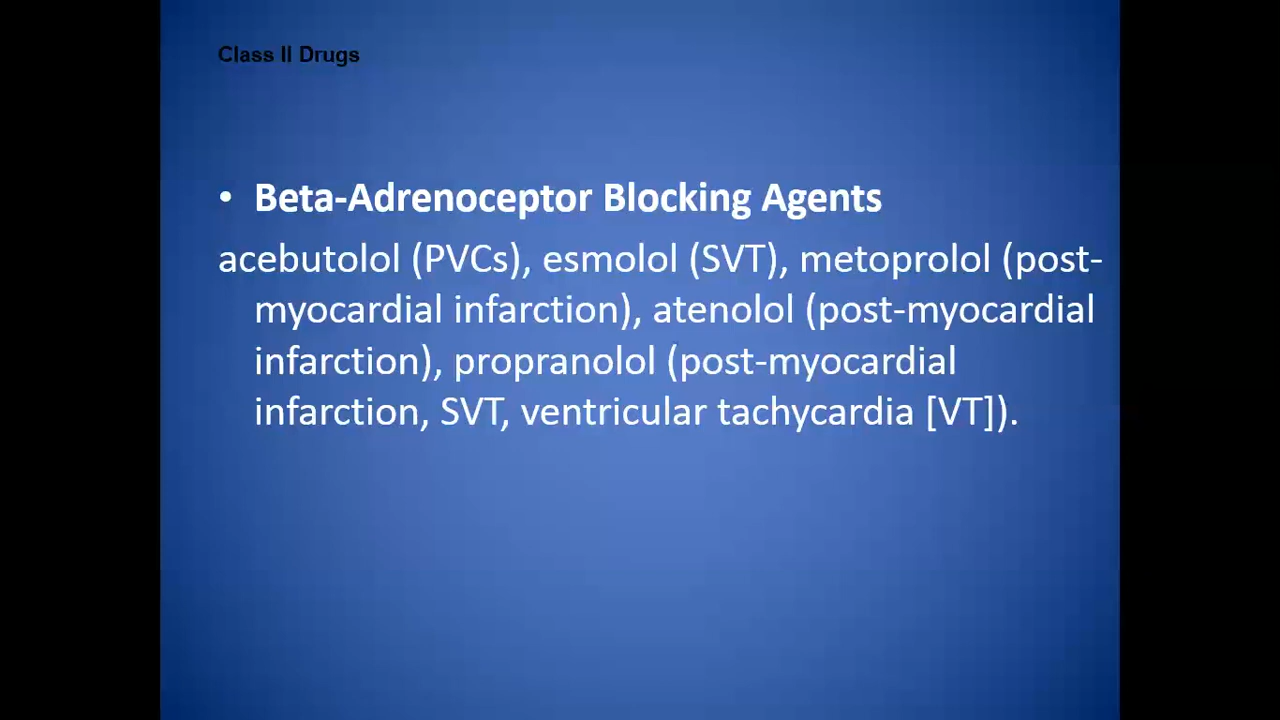 Class II Drugs
• Beta-Adrenoceptor Blocking Agents
acebutolol (PVCs), esmolol (SVT), metoprolol (post-
myocardial infarction), atenolol (post-myocardial
infarction), propranolol (post-myocardial
infarction, SVT, ventricular tachycardia [VT]).